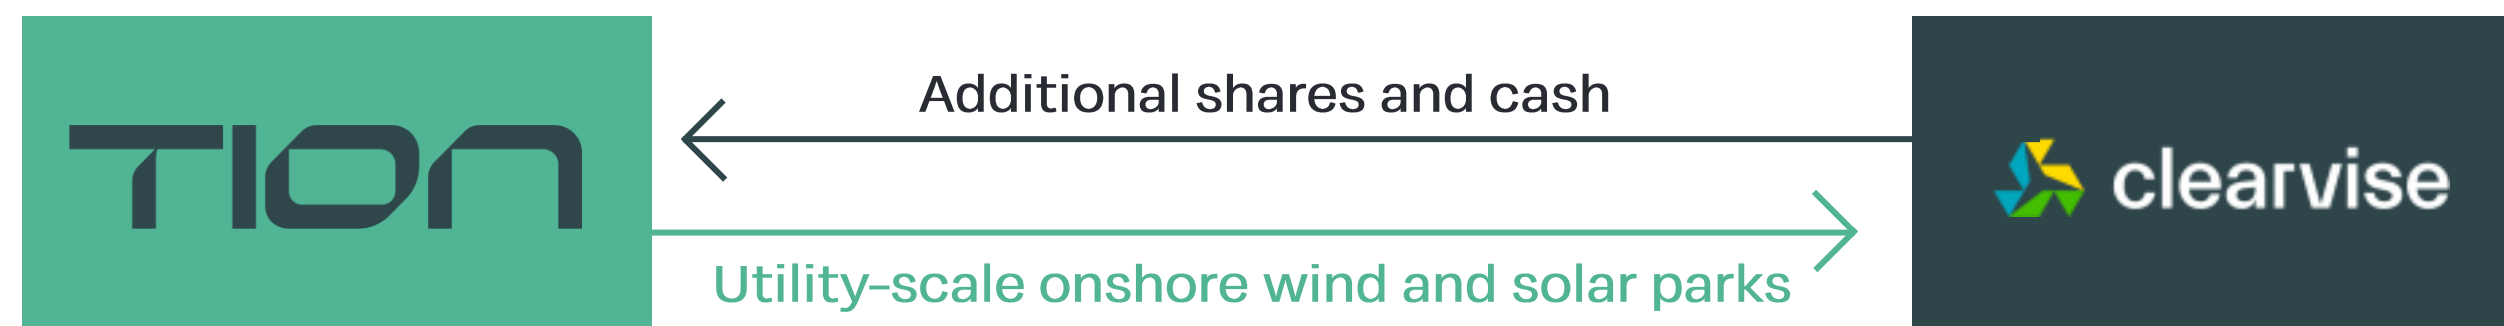 TION
Additional shares and cash
clearvise
Utility-scale onshore wind and solar parks